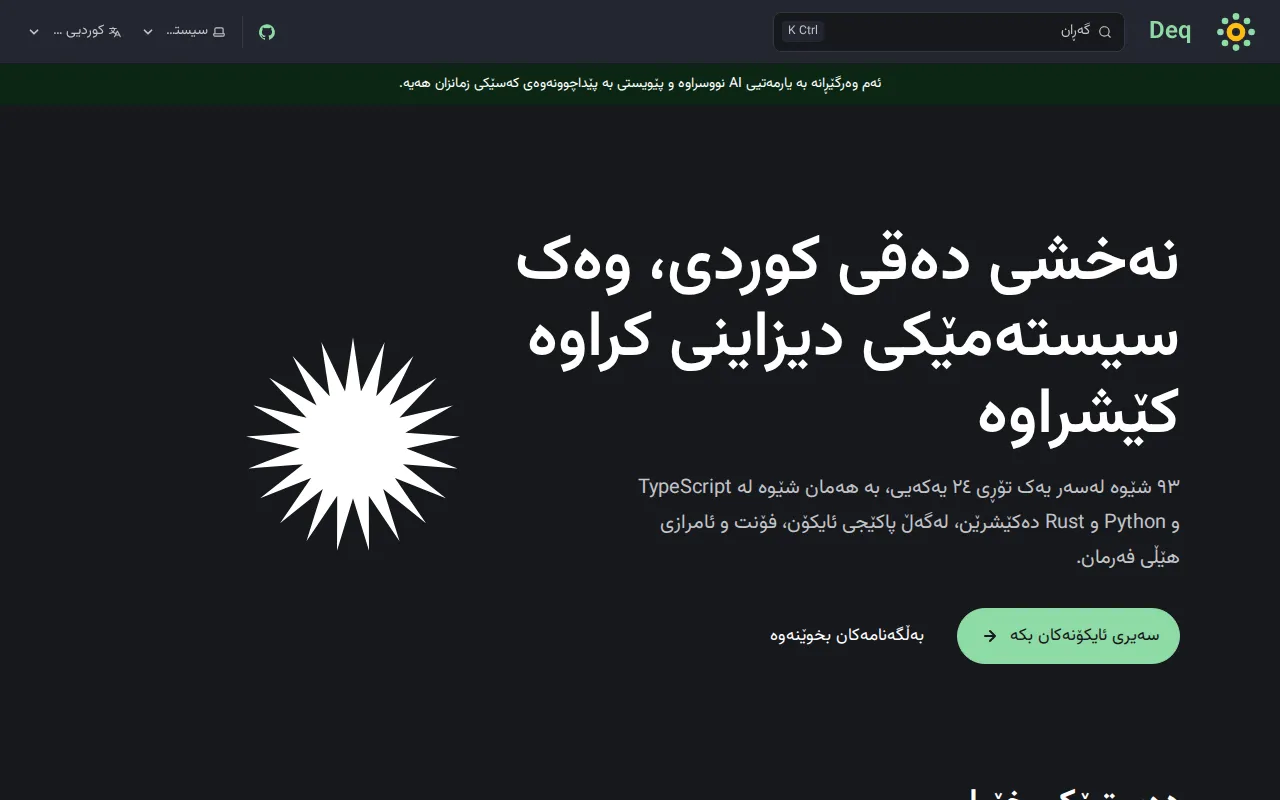 Deq
گەڕان
K Ctrl
سیستـ...
کوردیی ...
ئەم وەرگێڕانە بە یارمەتیی AI نووسراوە و پێویستی بە پێداچوونەوەی کەسێکی زمانزان هەیە.
نەخشی دەقی کوردی، وەک
سیستەمێکی دیزاینی کراوە
کێشراوە
٩٣ شێوە لەسەر یەک تۆڕی ٢٤ یەکەیی، بە هەمان شێوە لە TypeScript
و Python و Rust دەکێشرێن، لەگەڵ پاکێجی ئایکۆن، فۆنت و ئامرازی
هێڵی فەرمان.
سەیری ئایکۆنەکان بکە
بەڵگەنامەکان بخوێنەوە